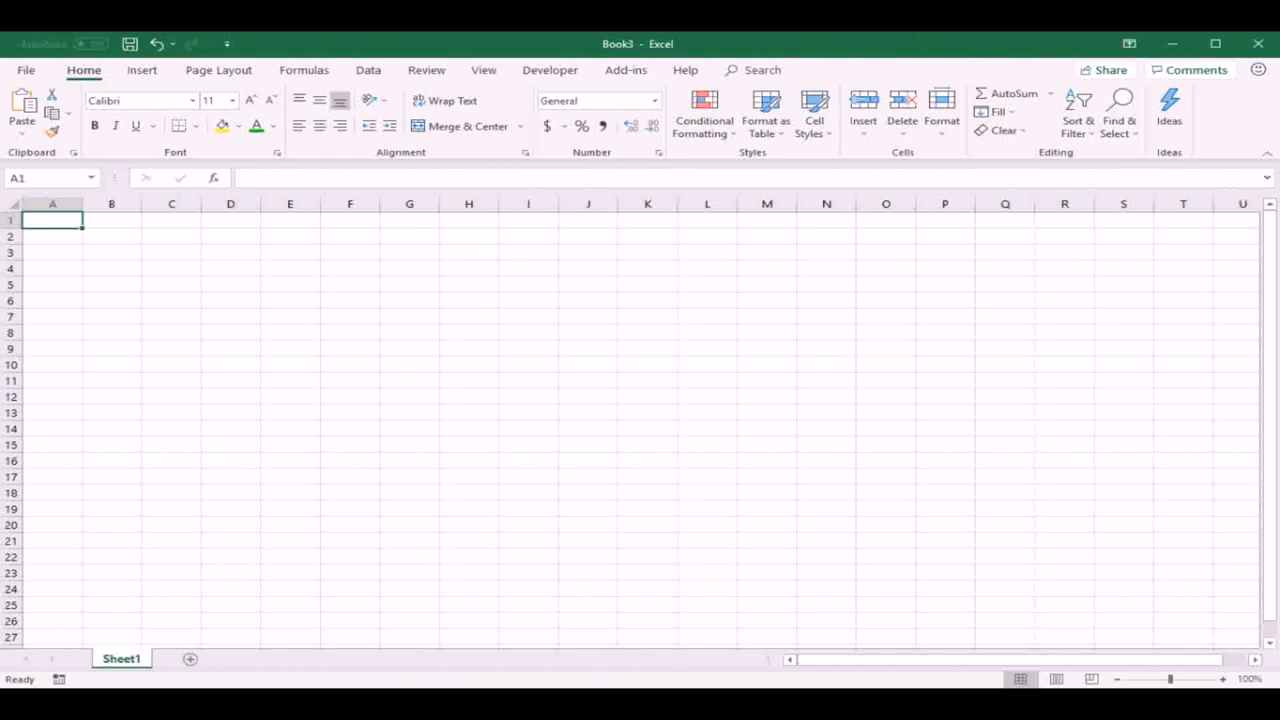 AutoSave Off
Book3 - Excel
File Home Insert Page Layout Formulas Data Review View Developer Add-ins Help Search Share Comments
Calibri 11 A A Wrap Text General AutoSum
Paste B I U A Merge & Center $ % , Conditional Formatting Format as Table Cell Styles Insert Delete Format Fill Clear Sort & Filter Find & Select Ideas
Clipboard Font Alignment Number Styles Cells Editing Ideas
A1 fx
A B C D E F G H I J K L M N O P Q R S T U
1
2
3
4
5
6
7
8
9
10
11
12
13
14
15
16
17
18
19
20
21
22
23
24
25
26
27
Sheet1
Ready 100%